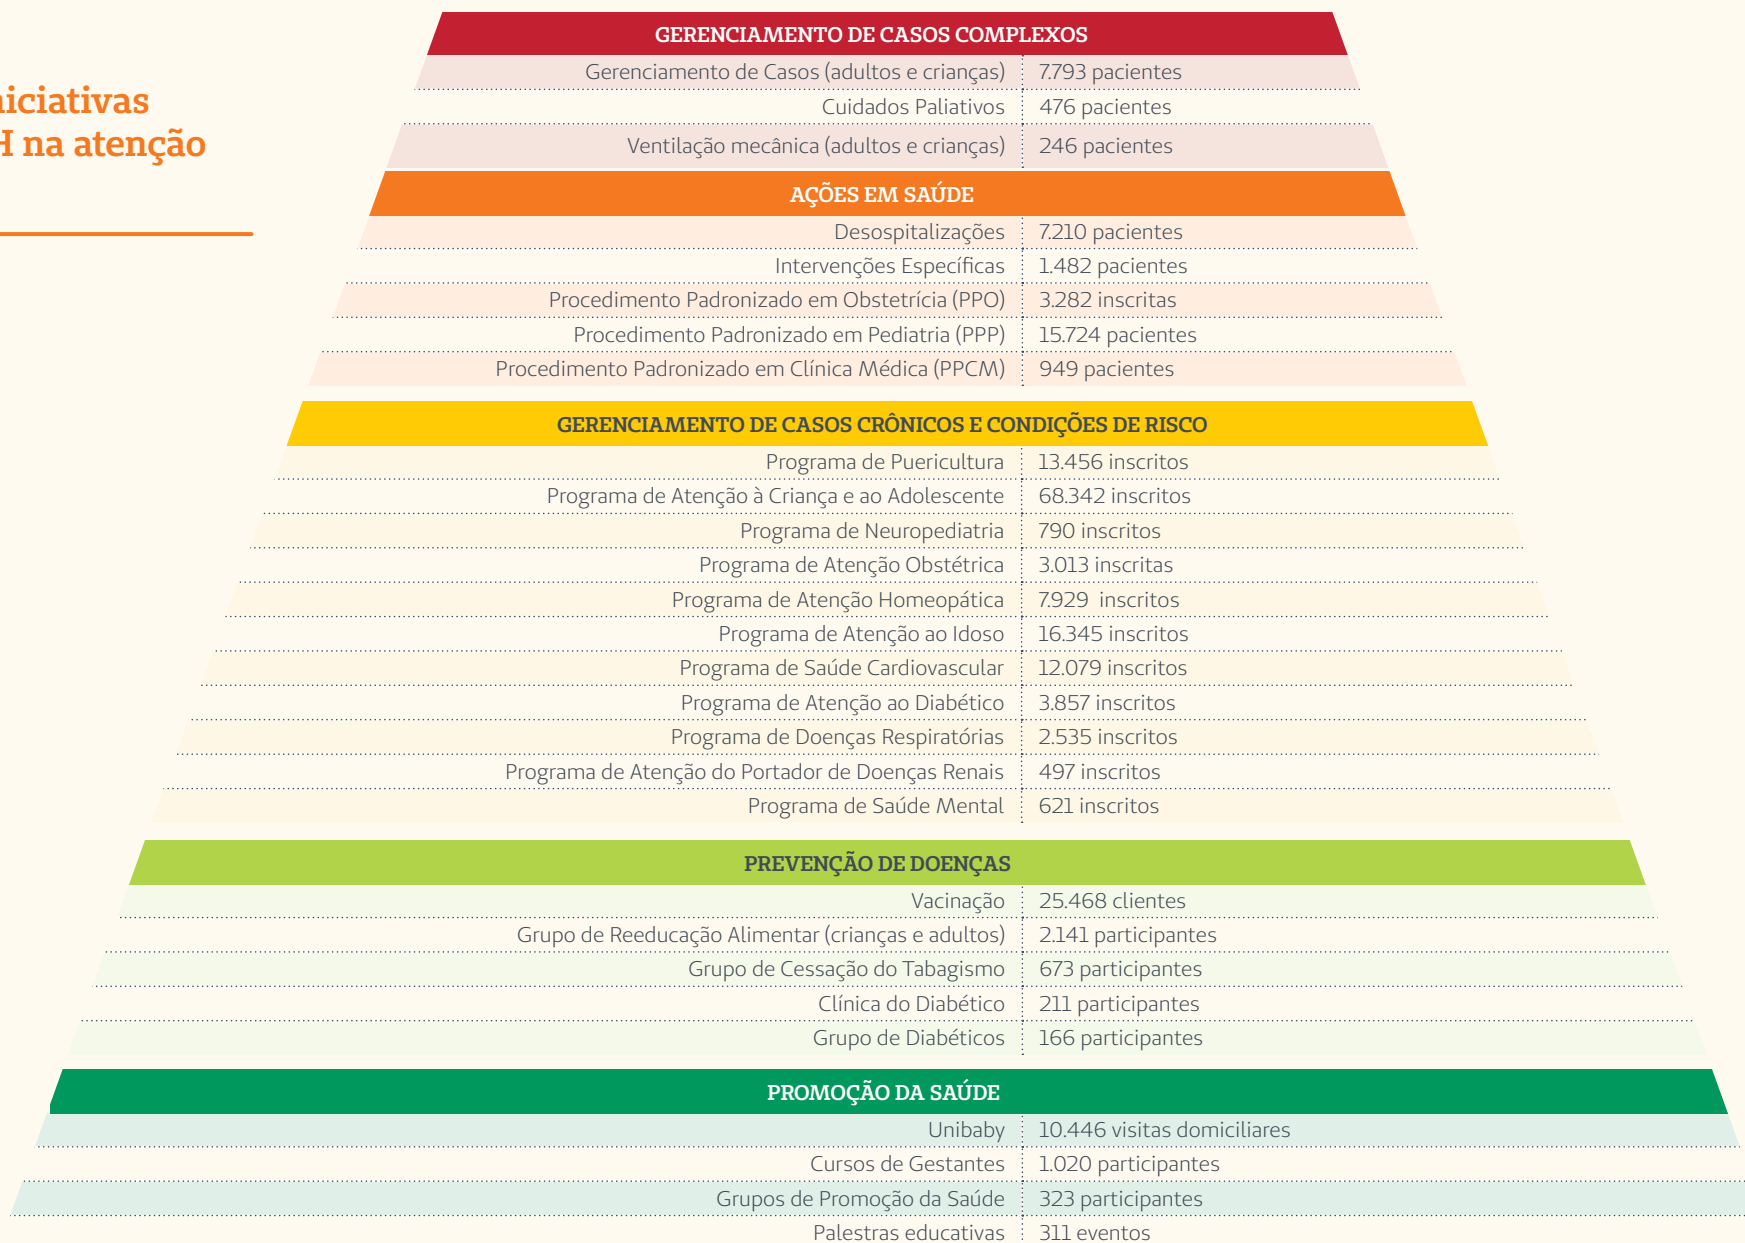 niciativas
H na atenção
GERENCIAMENTO DE CASOS COMPLEXOS
Gerenciamento de Casos (adultos e crianças) 7.793 pacientes
Cuidados Paliativos 476 pacientes
Ventilação mecânica (adultos e crianças) 246 pacientes
AÇÕES EM SAÚDE
Desospitalizações 7.210 pacientes
Intervenções Específicas 1.482 pacientes
Procedimento Padronizado em Obstetrícia (PPO) 3.282 inscritas
Procedimento Padronizado em Pediatria (PPP) 15.724 pacientes
Procedimento Padronizado em Clínica Médica (PPCM) 949 pacientes
GERENCIAMENTO DE CASOS CRÔNICOS E CONDIÇÕES DE RISCO
Programa de Puericultura 13.456 inscritos
Programa de Atenção à Criança e ao Adolescente 68.342 inscritos
Programa de Neuropediatria 790 inscritos
Programa de Atenção Obstétrica 3.013 inscritas
Programa de Atenção Homeopática 7.929 inscritos
Programa de Atenção ao Idoso 16.345 inscritos
Programa de Saúde Cardiovascular 12.079 inscritos
Programa de Atenção ao Diabético 3.857 inscritos
Programa de Doenças Respiratórias 2.535 inscritos
Programa de Atenção do Portador de Doenças Renais 497 inscritos
Programa de Saúde Mental 621 inscritos
PREVENÇÃO DE DOENÇAS
Vacinação 25.468 clientes
Grupo de Reeducação Alimentar (crianças e adultos) 2.141 participantes
Grupo de Cessação do Tabagismo 673 participantes
Clínica do Diabético 211 participantes
Grupo de Diabéticos 166 participantes
PROMOÇÃO DA SAÚDE
Unibaby 10.446 visitas domiciliares
Cursos de Gestantes 1.020 participantes
Grupos de Promoção da Saúde 323 participantes
Palestras educativas 311 eventos